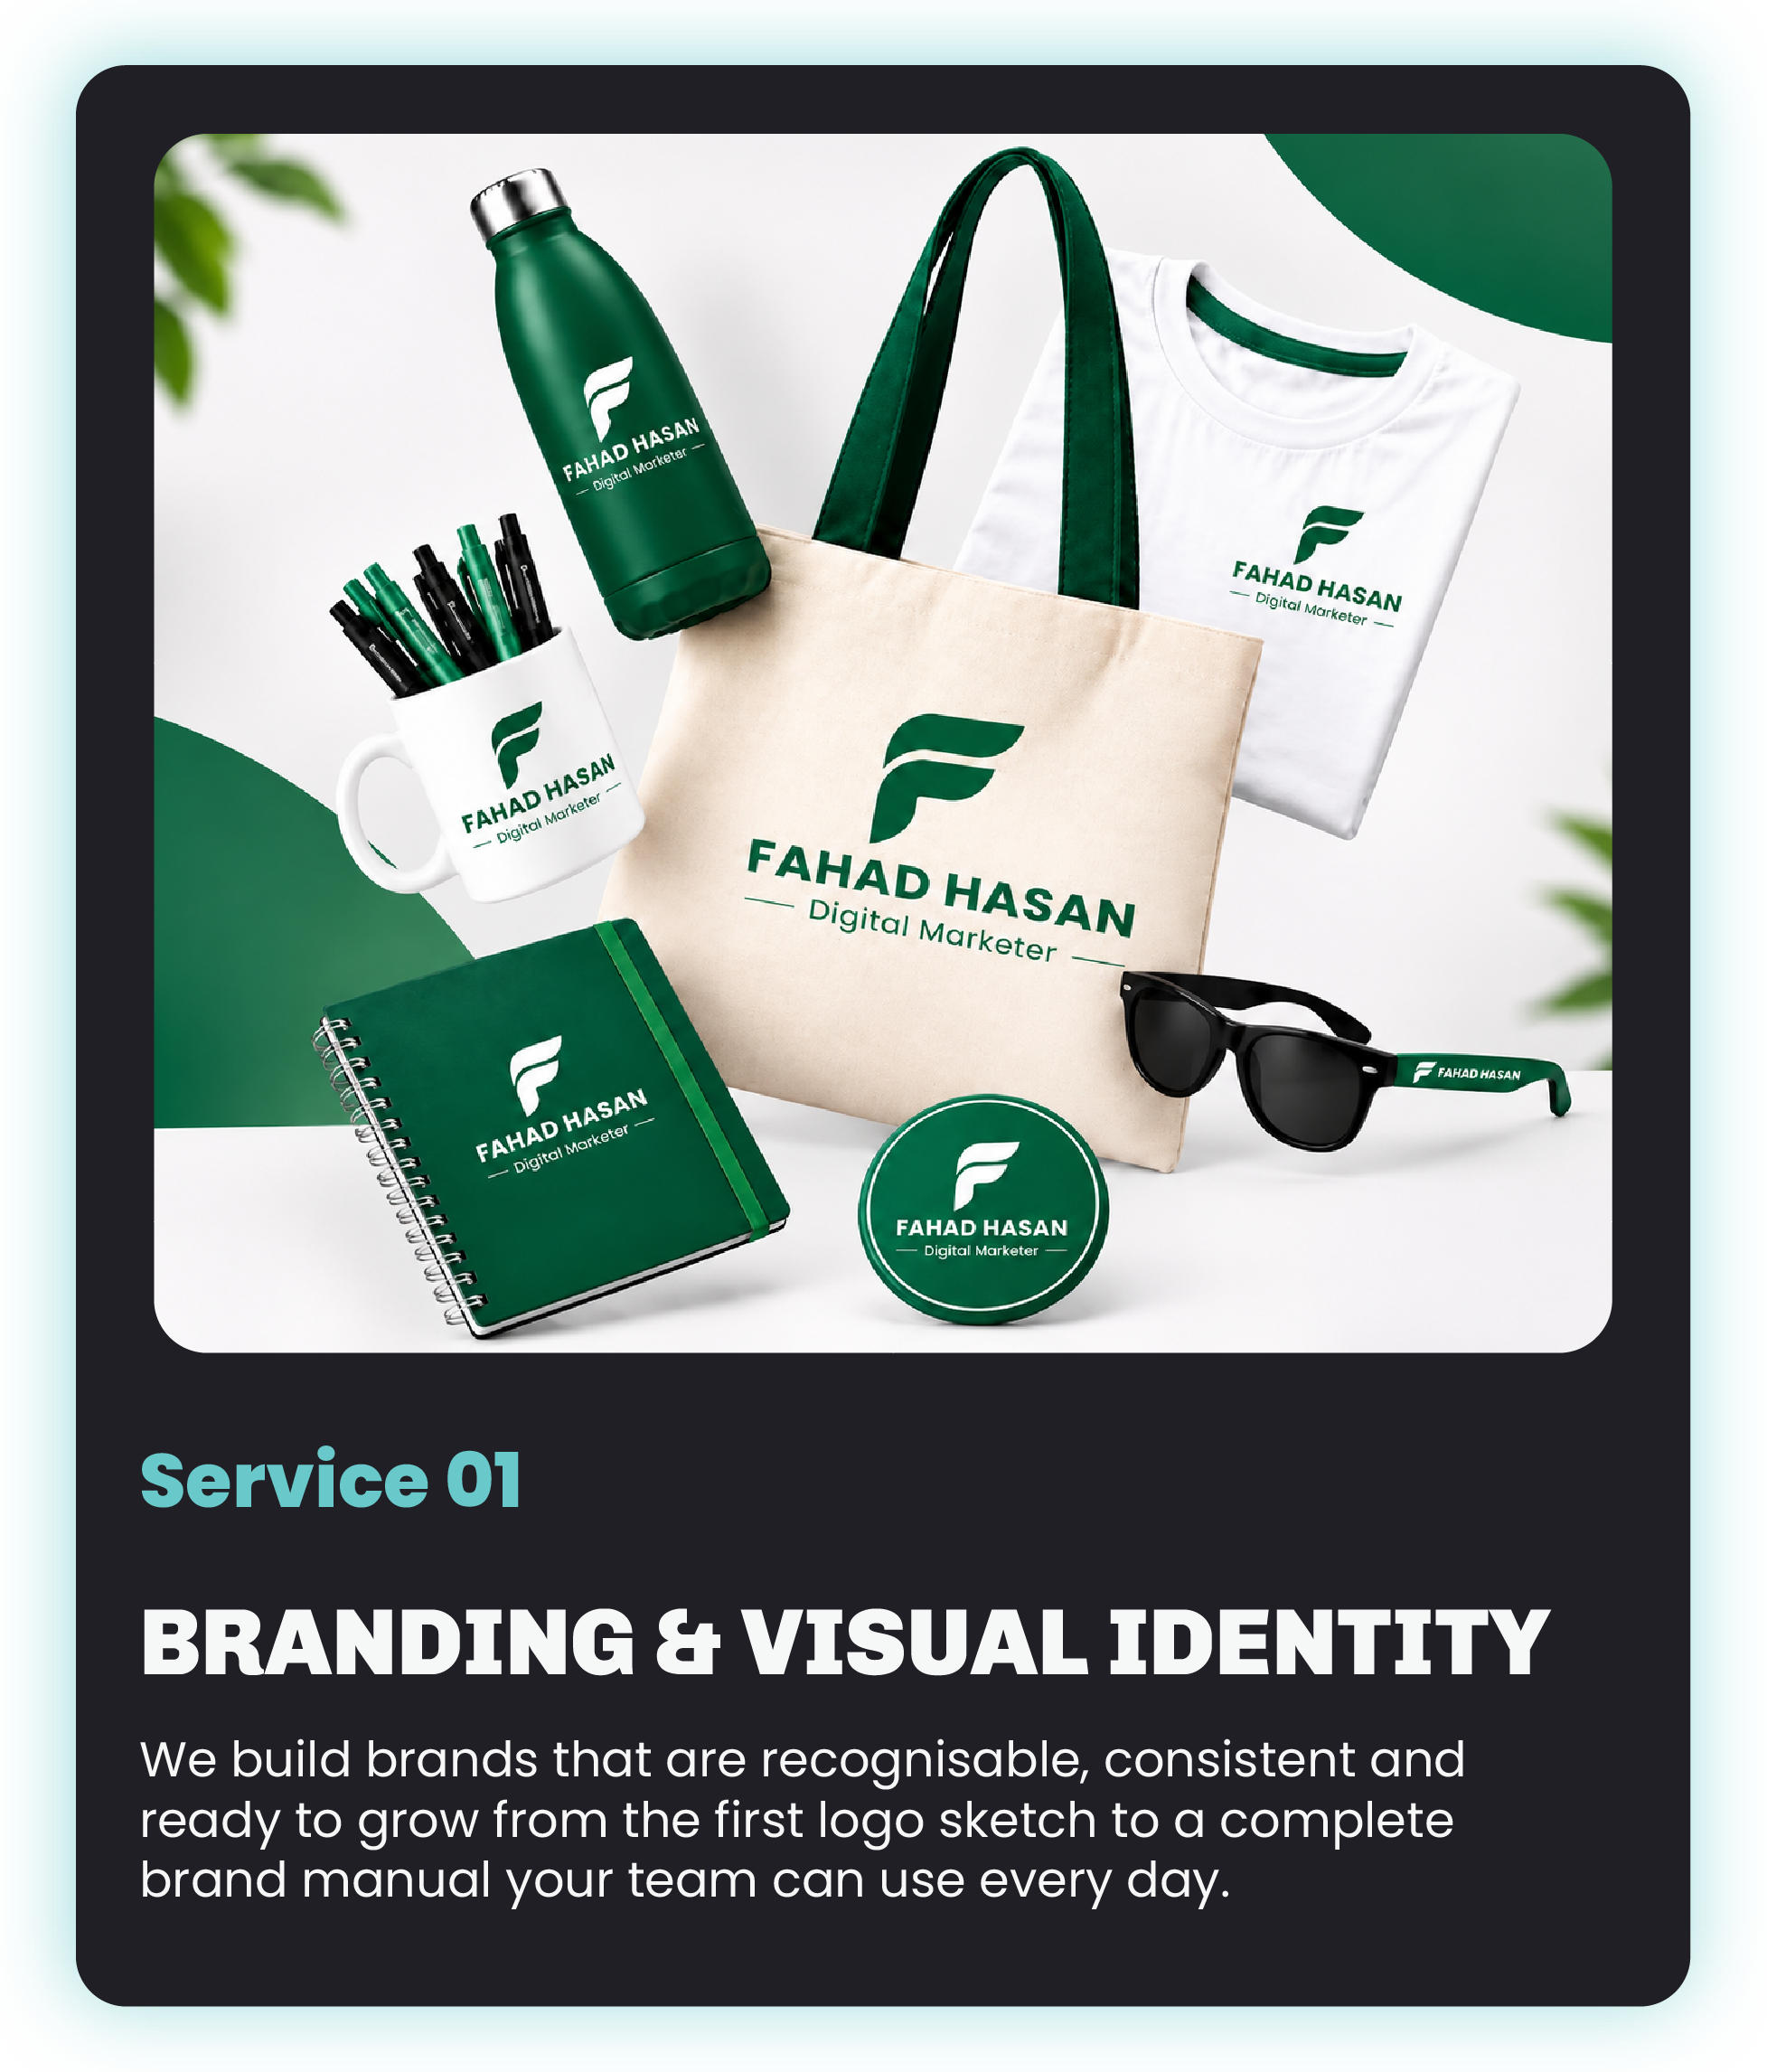 FAHAD HASAN
Digital Marketer
FAHAD HASAN
Digital Marketer
FAHAD HASAN
Digital Marketer
FAHAD HASAN
Digital Marketer
FAHAD HASAN
FAHAD HASAN
Digital Marketer
FAHAD HASAN
Digital Marketer
Service 01
BRANDING & VISUAL IDENTITY
We build brands that are recognisable, consistent and
ready to grow from the first logo sketch to a complete
brand manual your team can use every day.